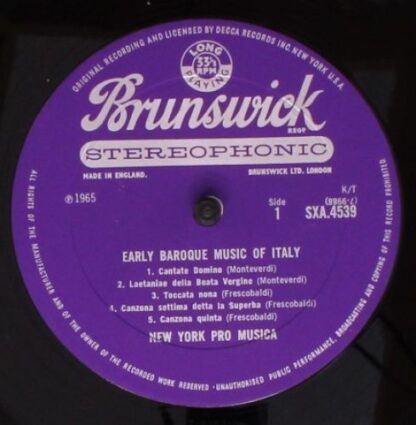 ORIGINAL RECORDING AND LICENSED BY DECCA RECORDS INC. NEW YORK U.S.A.
LONG
33⅓
RPM
PLAYING
Brunswick
REGD
STEREOPHONIC
MADE IN ENGLAND.
BRUNSWICK LTD. LONDON
K/T
℗1965
Side
(8866-Z)
1
SXA.4539
EARLY BAROQUE MUSIC OF ITALY
1. Cantate Domino (Monteverdi)
2. Laetaniae della Beata Vergine (Monteverdi)
3. Toccata nona (Frescobaldi)
4. Canzona settima detta la Superba (Frescobaldi)
5. Canzona quinta (Frescobaldi)
NEW YORK PRO MUSICA
ALL RIGHTS OF THE MANUFACTURER AND OF THE OWNER OF THE RECORDED WORK RESERVED · UNAUTHORISED PUBLIC PERFORMANCE, BROADCASTING AND COPYING OF THIS RECORD PROHIBITED